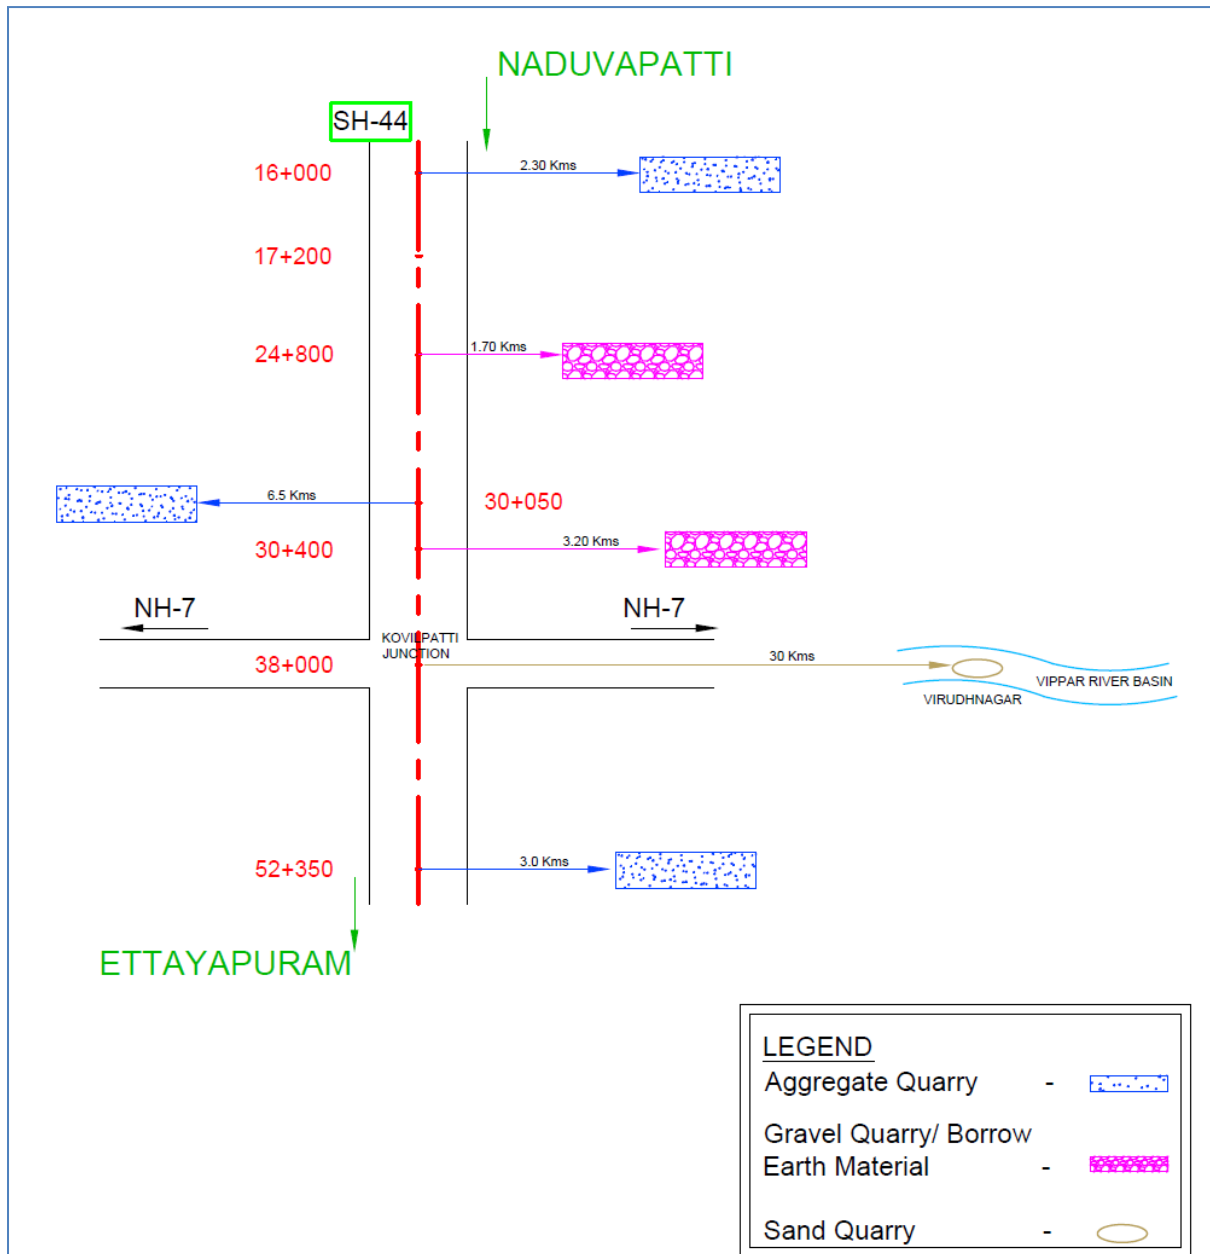 NADUVAPATTI
SH-44
16+000
2.30 Kms
17+200
24+800
1.70 Kms
6.5 Kms
30+050
30+400
3.20 Kms
NH-7
NH-7
KOVILPATTI
JUNCTION
38+000
30 Kms
VIPPAR RIVER BASIN
VIRUDHNAGAR
52+350
3.0 Kms
ETTAYAPURAM
LEGEND
Aggregate Quarry -
Gravel Quarry/ Borrow
Earth Material -
Sand Quarry -